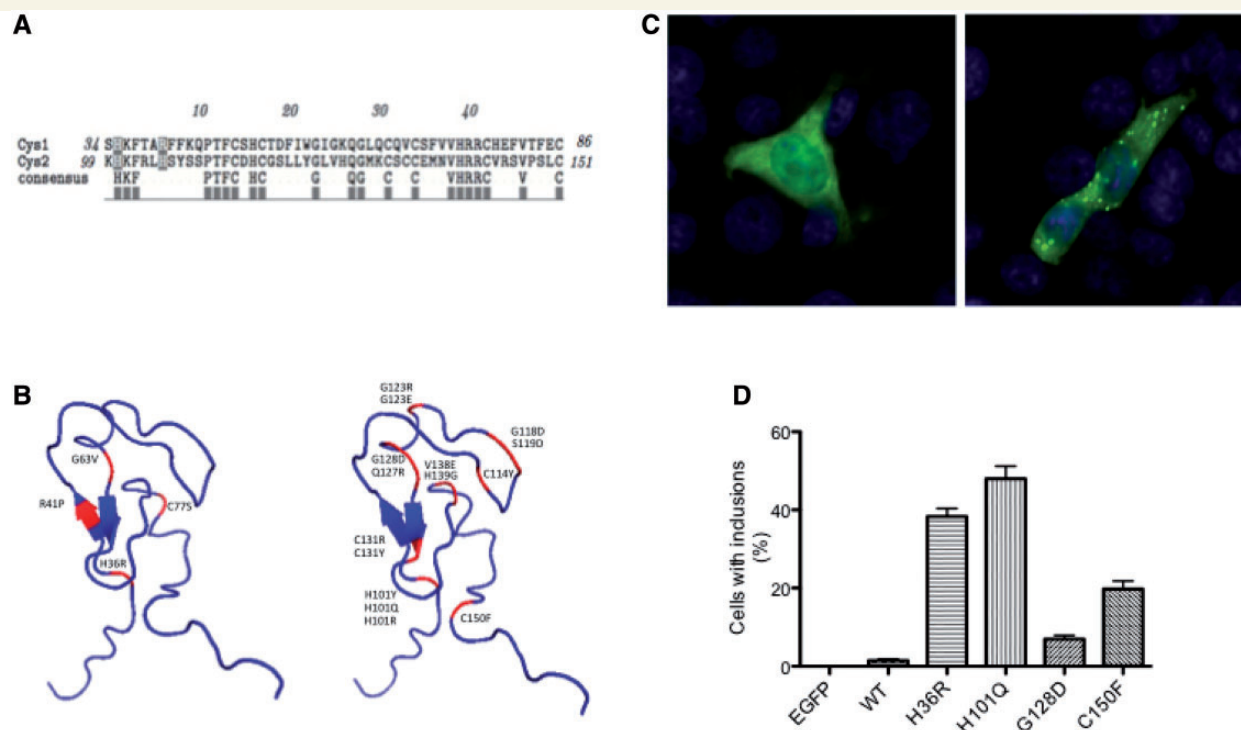 A
10 20 30 40
Cys1 34 SHKFTARFFKQPTFCSHCTDFIWGIGKQGLQCQVCSFVVHRRCHEFVTFEC 86
Cys2 99 KHKFRLHSYSSPTFCDHCGSLLYGLVHQGMKCSCCEMNVHRRCVRSVPSLC 151
consensus HKF PTFC HC G QG C C VHRRC V C
B
G63V
R41P
C77S
H36R
G123R
G123E
G118D
S119D
G128D
Q127R
V138E
H139G
C114Y
C131R
C131Y
H101Y
H101Q
H101R
C150F
C
D
Cells with indusions
(%)
60
40
20
0
EGFP
WT
H36R
H101Q
G128D
C150F